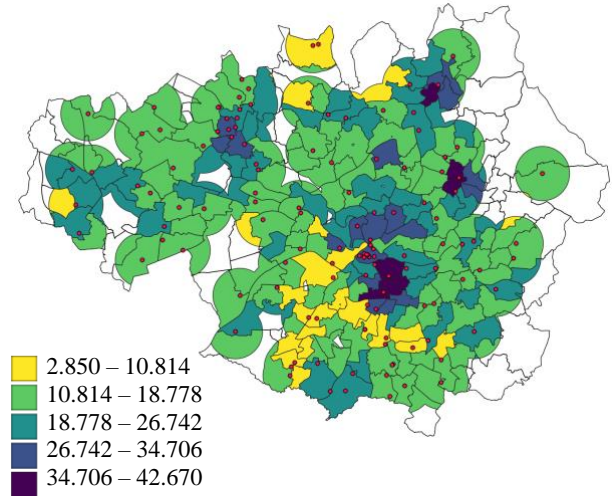 2.850 – 10.814
10.814 – 18.778
18.778 – 26.742
26.742 – 34.706
34.706 – 42.670